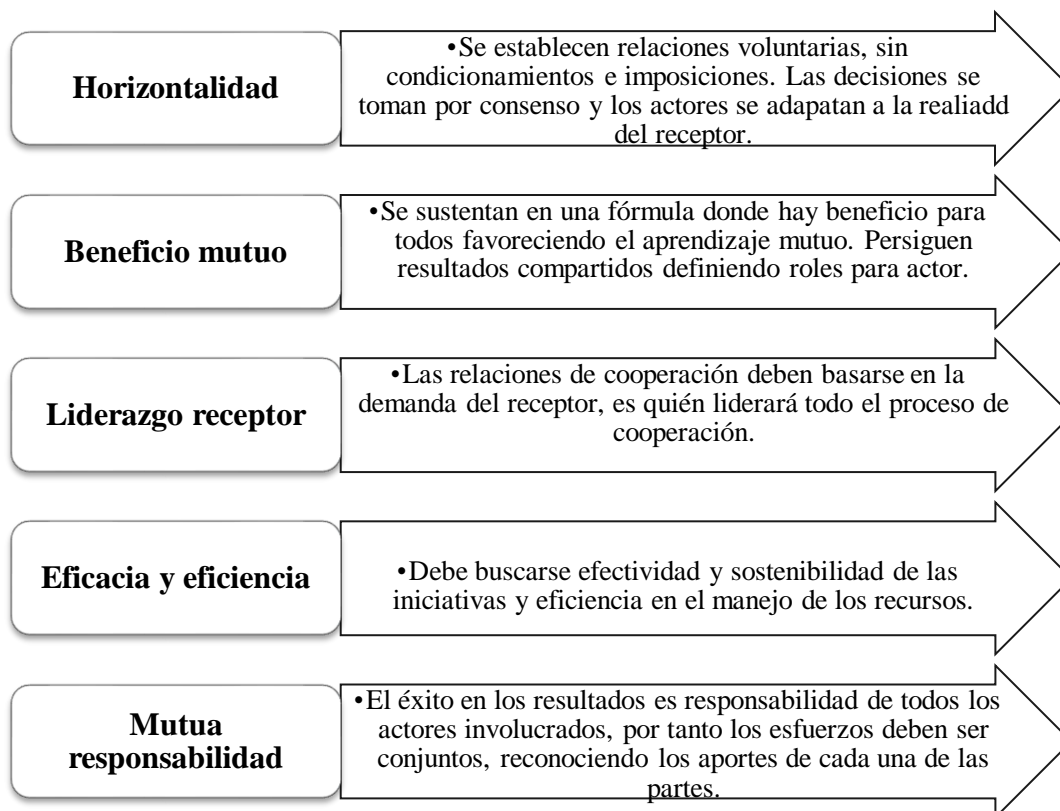 Horizontalidad
•Se establecen relaciones voluntarias, sin
condicionamientos e imposiciones. Las decisiones se
toman por consenso y los actores se adapatan a la realiadd
del receptor.
Beneficio mutuo
•Se sustentan en una fórmula donde hay beneficio para
todos favoreciendo el aprendizaje mutuo. Persiguen
resultados compartidos definiendo roles para actor.
Liderazgo receptor
•Las relaciones de cooperación deben basarse en la
demanda del receptor, es quién liderará todo el proceso de
cooperación.
Eficacia y eficiencia
•Debe buscarse efectividad y sostenibilidad de las
iniciativas y eficiencia en el manejo de los recursos.
Mutua
responsabilidad
•El éxito en los resultados es responsabilidad de todos los
actores involucrados, por tanto los esfuerzos deben ser
conjuntos, reconociendo los aportes de cada una de las
partes.